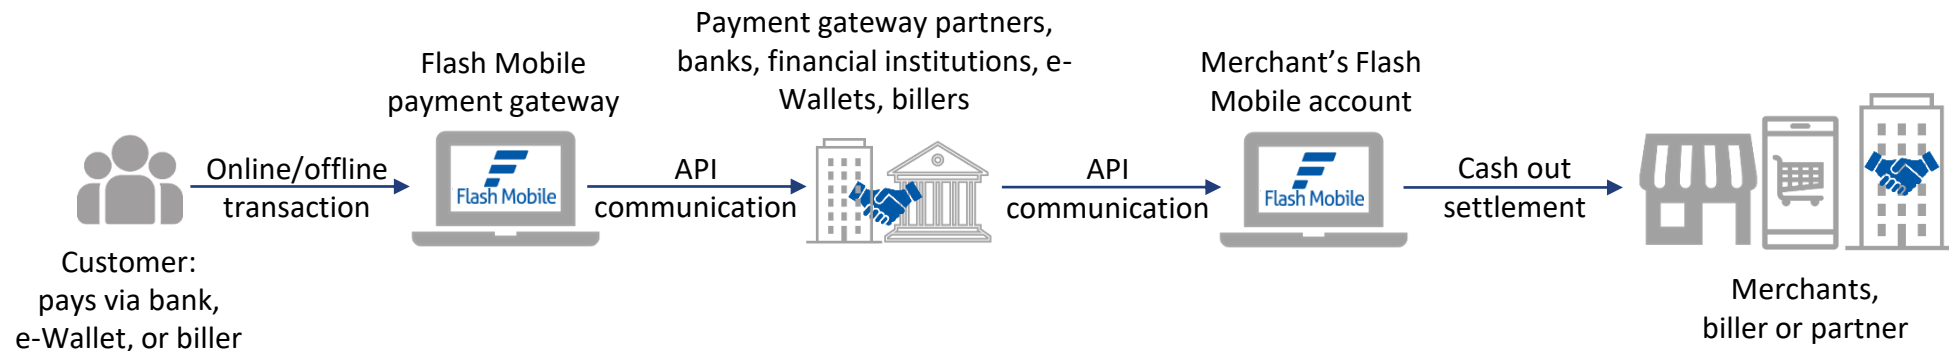 Customer:
pays via bank,
e-Wallet, or biller
Online/offline
transaction
Flash Mobile
payment gateway
Flash Mobile
API
communication
Payment gateway partners,
banks, financial institutions, e-
Wallets, billers
API
communication
Merchant’s Flash
Mobile account
Flash Mobile
Cash out
settlement
Merchants,
biller or partner